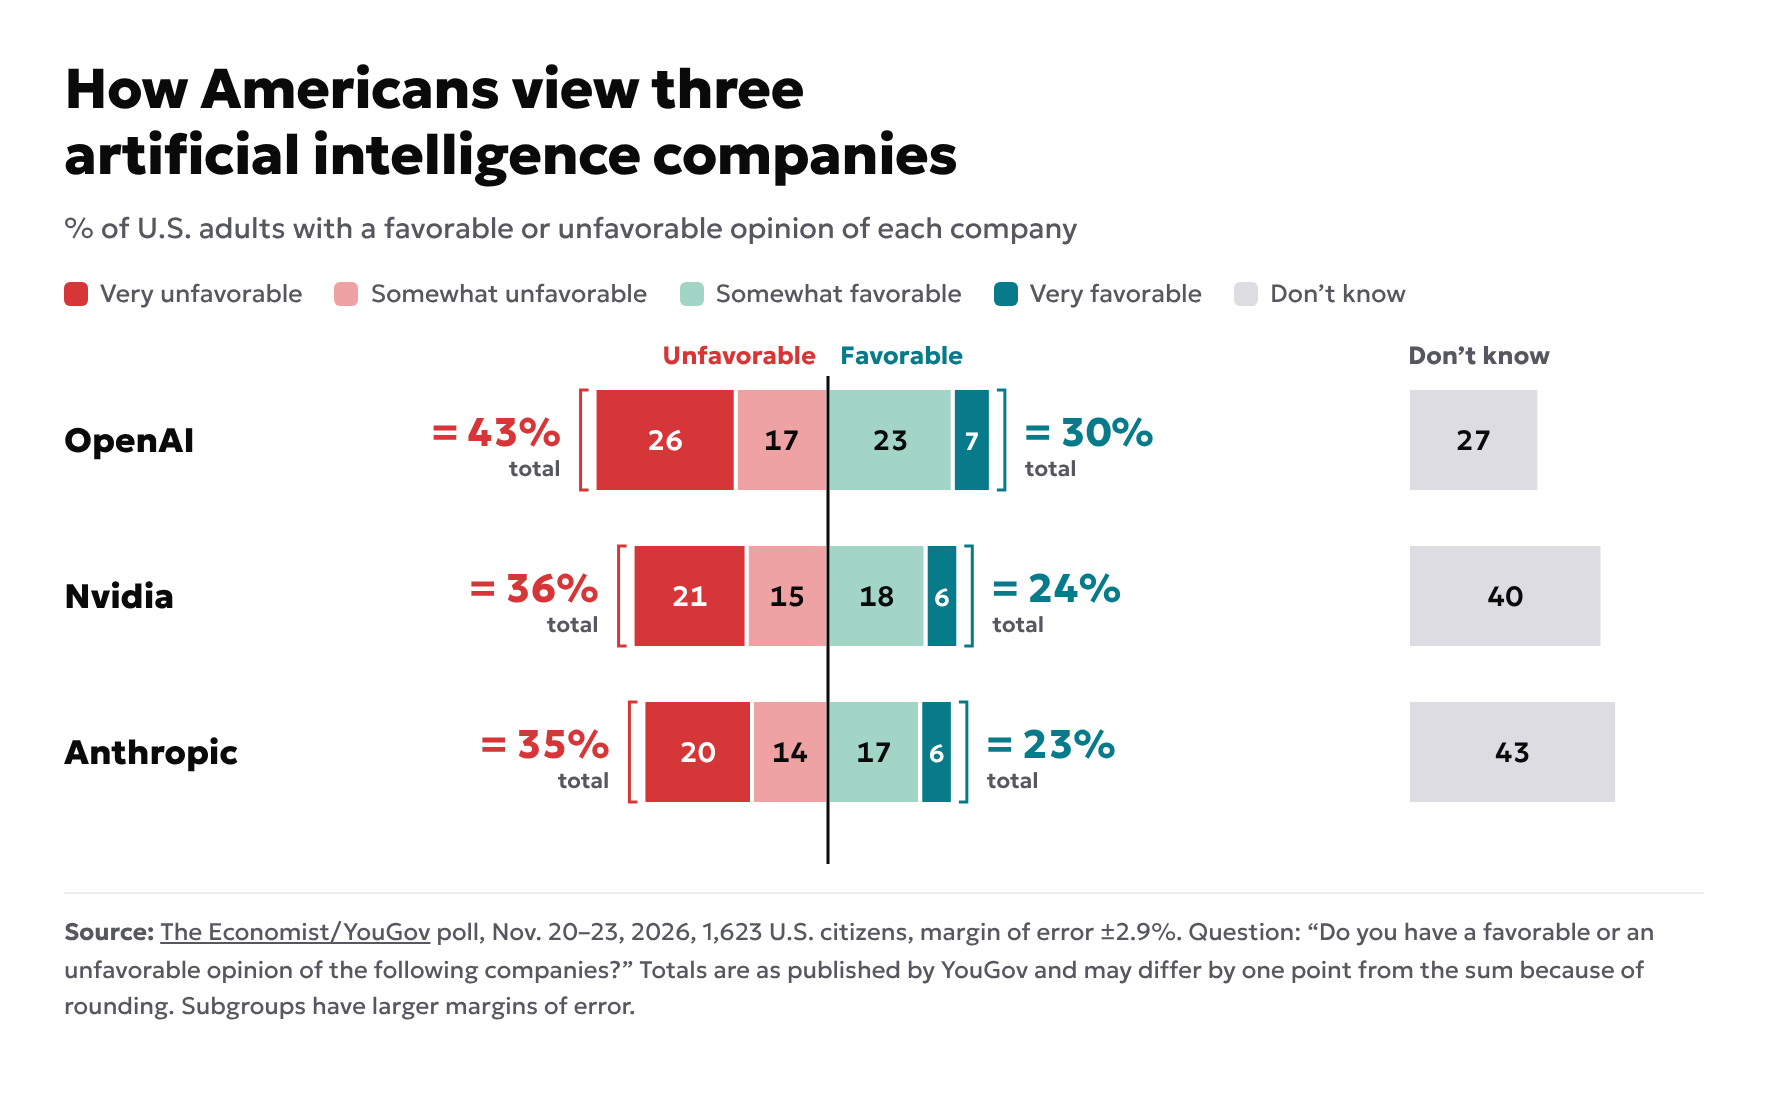 How Americans view three
artificial intelligence companies
% of U.S. adults with a favorable or unfavorable opinion of each company
Very unfavorable Somewhat unfavorable Somewhat favorable Very favorable Don’t know
Unfavorable Favorable Don’t know
OpenAI = 43% total 26 17 23 7 = 30% total 27
Nvidia = 36% total 21 15 18 6 = 24% total 40
Anthropic = 35% total 20 14 17 6 = 23% total 43
Source: The Economist/YouGov poll, Nov. 20–23, 2026, 1,623 U.S. citizens, margin of error ±2.9%. Question: “Do you have a favorable or an
unfavorable opinion of the following companies?” Totals are as published by YouGov and may differ by one point from the sum because of
rounding. Subgroups have larger margins of error.